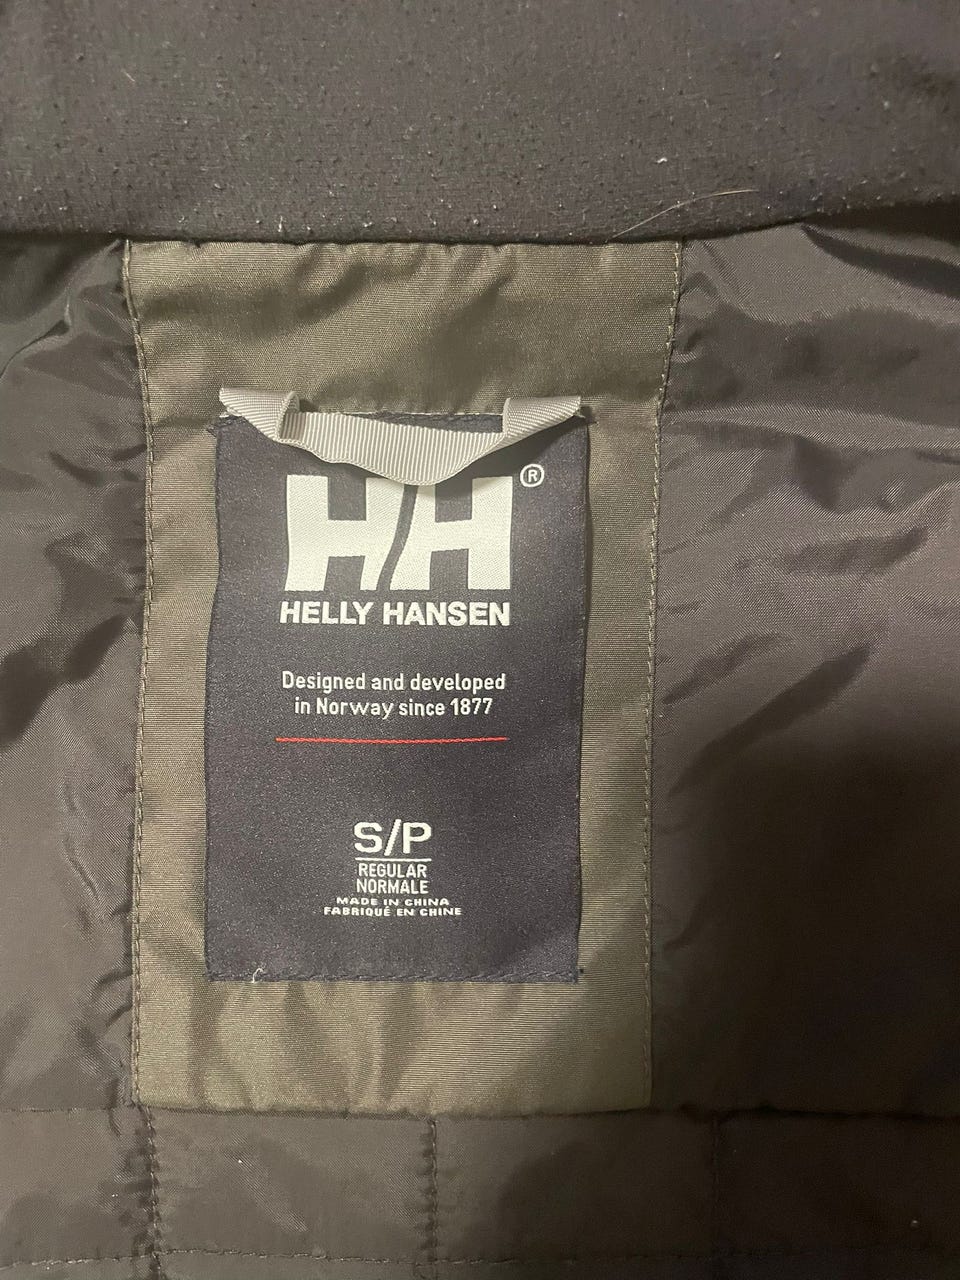 HH®
HELLY HANSEN
Designed and developed
in Norway since 1877
S/P
REGULAR
NORMALE
MADE IN CHINA
FABRIQUÉ EN CHINE